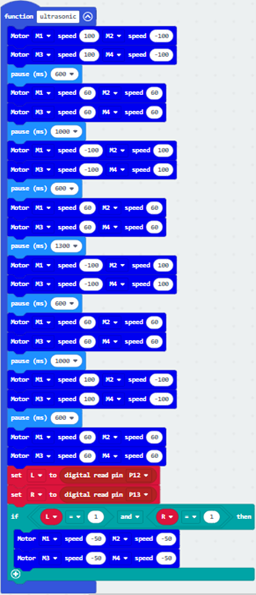 function ultrasonic
Motor M1 speed 100 M2 speed -100
Motor M3 speed 100 M4 speed -100
pause (ms) 600
Motor M1 speed 60 M2 speed 60
Motor M3 speed 60 M4 speed 60
pause (ms) 1000
Motor M1 speed -100 M2 speed 100
Motor M3 speed -100 M4 speed 100
pause (ms) 600
Motor M1 speed 60 M2 speed 60
Motor M3 speed 60 M4 speed 60
pause (ms) 1300
Motor M1 speed -100 M2 speed 100
Motor M3 speed -100 M4 speed 100
pause (ms) 600
Motor M1 speed 60 M2 speed 60
Motor M3 speed 60 M4 speed 60
pause (ms) 1000
Motor M1 speed 100 M2 speed -100
Motor M3 speed 100 M4 speed -100
pause (ms) 600
Motor M1 speed 60 M2 speed 60
Motor M3 speed 60 M4 speed 60
set L to digital read pin P12
set R to digital read pin P13
if L = 1 and R = 1 then
Motor M1 speed -50 M2 speed -50
Motor M3 speed -50 M4 speed -50